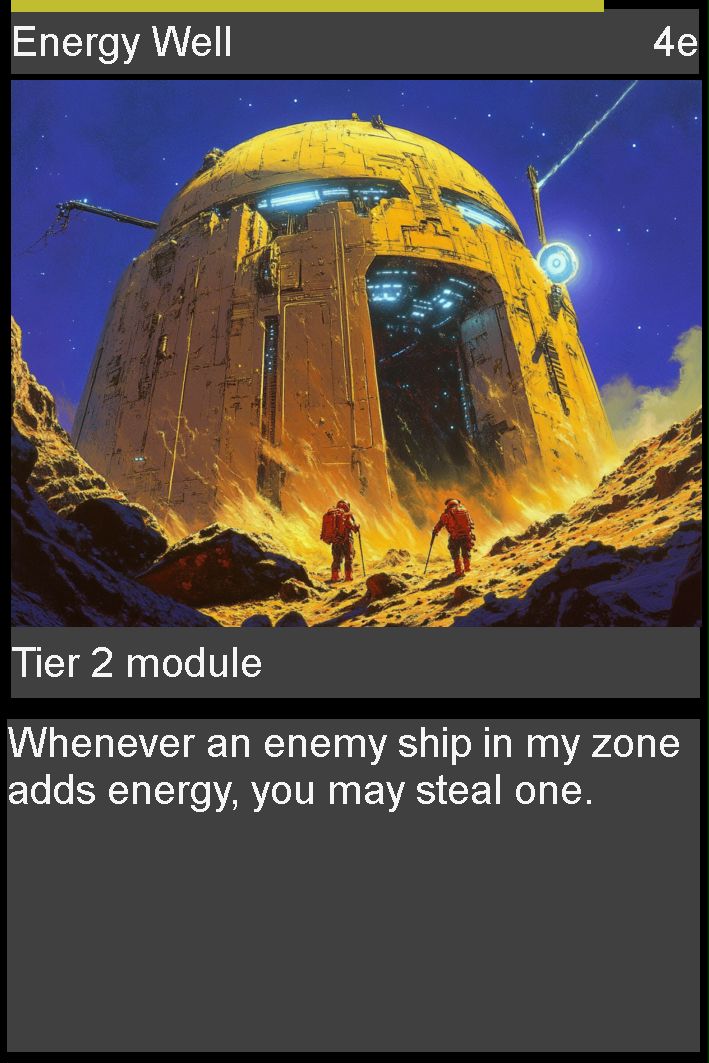 Energy Well 4e
Tier 2 module
Whenever an enemy ship in my zone
adds energy, you may steal one.